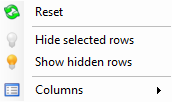 Reset
Hide selected rows
Show hidden rows
Columns